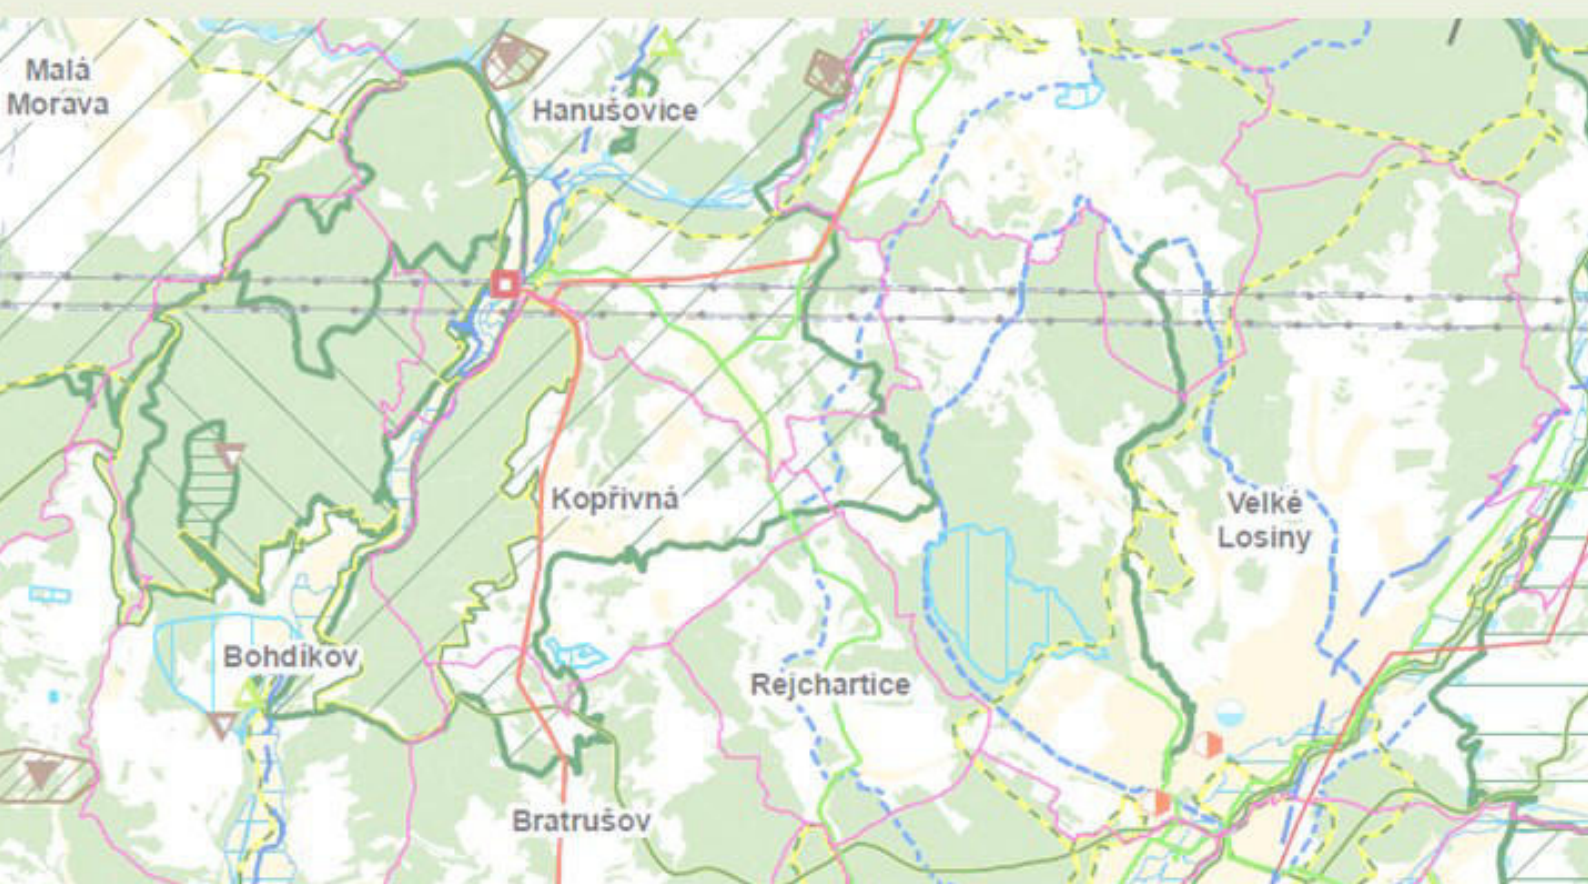 Malá
Morava
Hanušovice
Kopřivná
Velké
Losiny
Bohdíkov
Rejchartice
Bratrušov